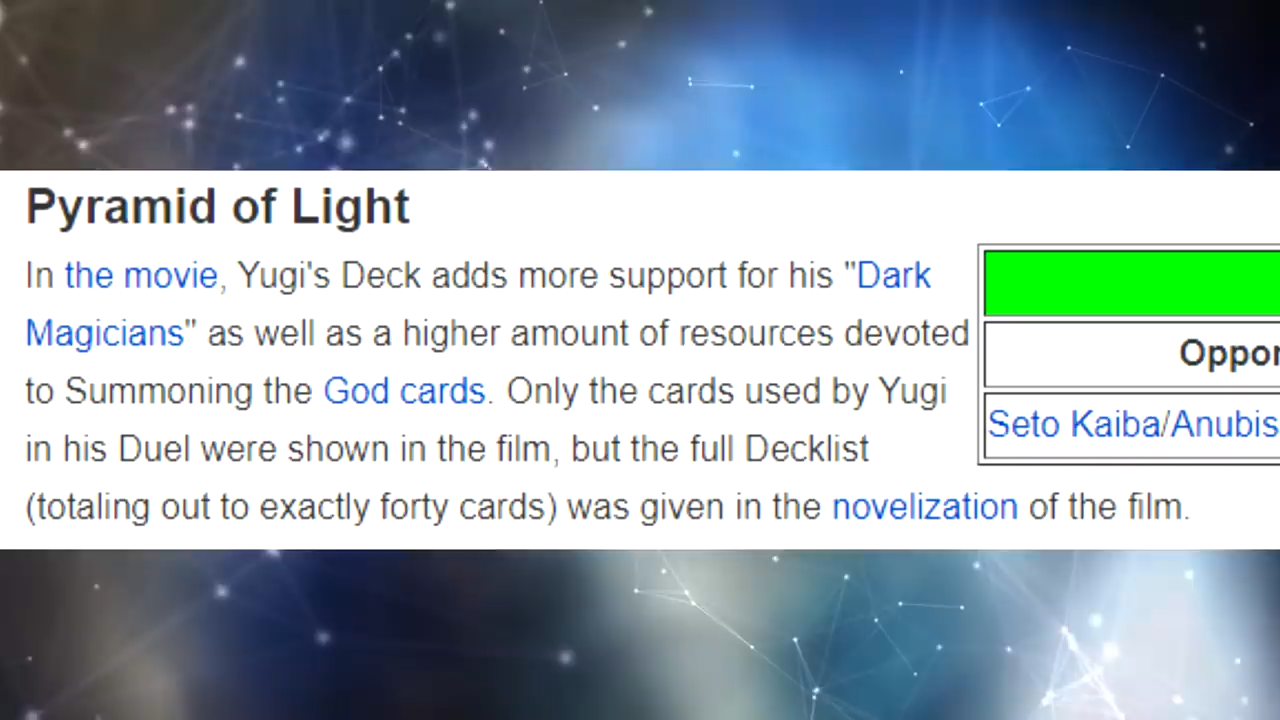 Pyramid of Light
In the movie, Yugi's Deck adds more support for his "Dark
Magicians" as well as a higher amount of resources devoted
to Summoning the God cards. Only the cards used by Yugi
in his Duel were shown in the film, but the full Decklist
(totaling out to exactly forty cards) was given in the novelization of the film.
Oppon
Seto Kaiba/Anubis